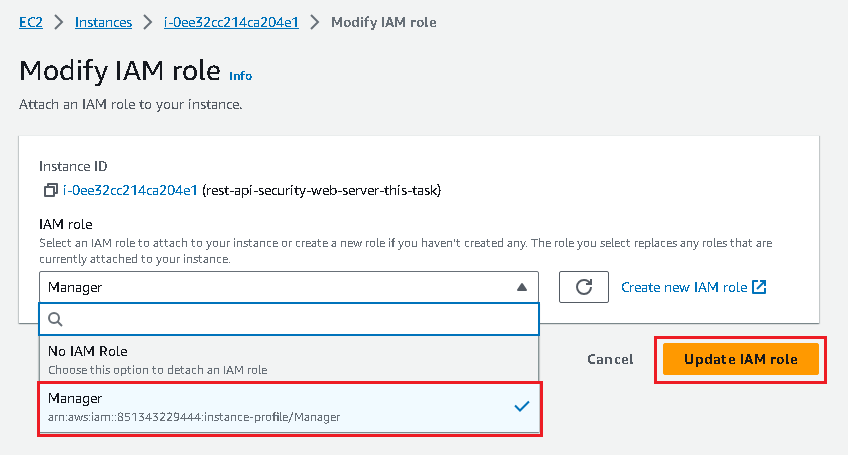 EC2 > Instances > i-0ee32cc214ca204e1 > Modify IAM role
Modify IAM role Info
Attach an IAM role to your instance.
Instance ID
i-0ee32cc214ca204e1 (rest-api-security-web-server-this-task)
IAM role
Select an IAM role to attach to your instance or create a new role if you haven't created any. The role you select replaces any roles that are
currently attached to your instance.
Manager
Create new IAM role
No IAM Role
Choose this option to detach an IAM role
Cancel
Update IAM role
Manager
arn:aws:iam::851343229444:instance-profile/Manager